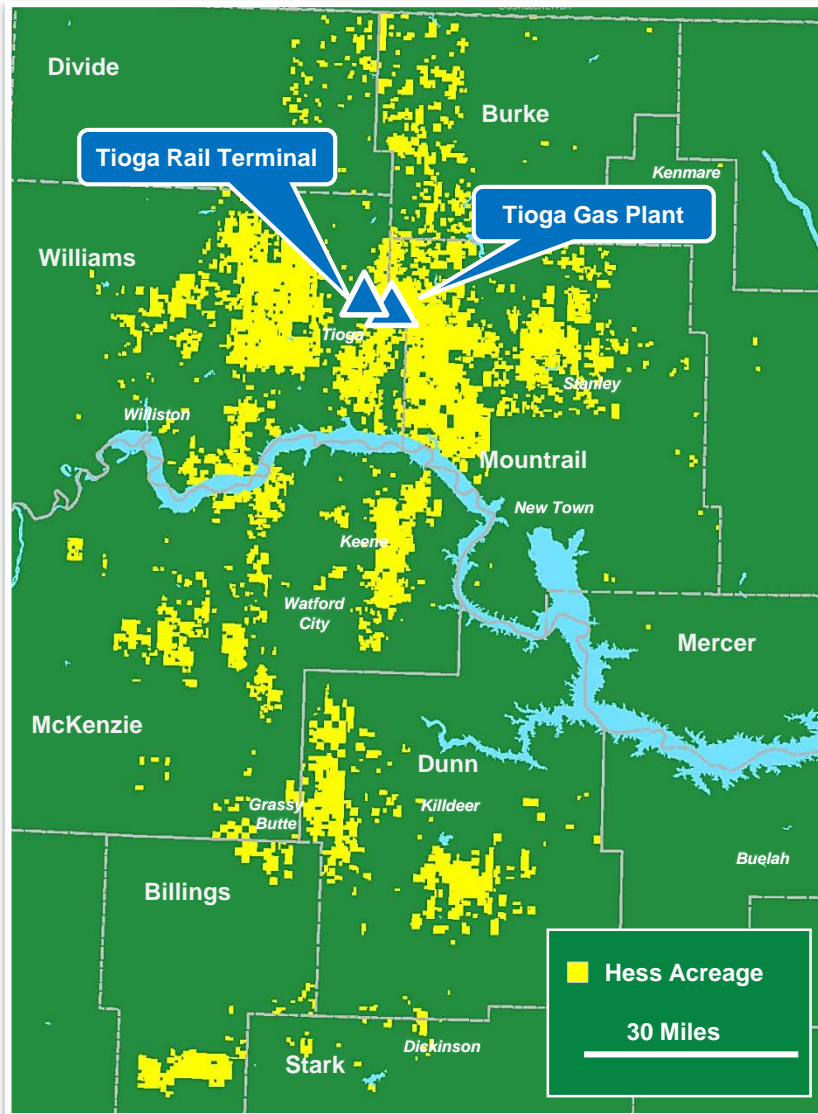 Saskatchewan
Divide
Burke
Tioga Rail Terminal
Kenmare
Tioga Gas Plant
Williams
Tioga
Stanley
Williston
Mountrail
New Town
Keene
Watford
City
Mercer
McKenzie
Dunn
Grassy
Butte
Killdeer
Buelah
Billings
Hess Acreage
30 Miles
Dickinson
Stark